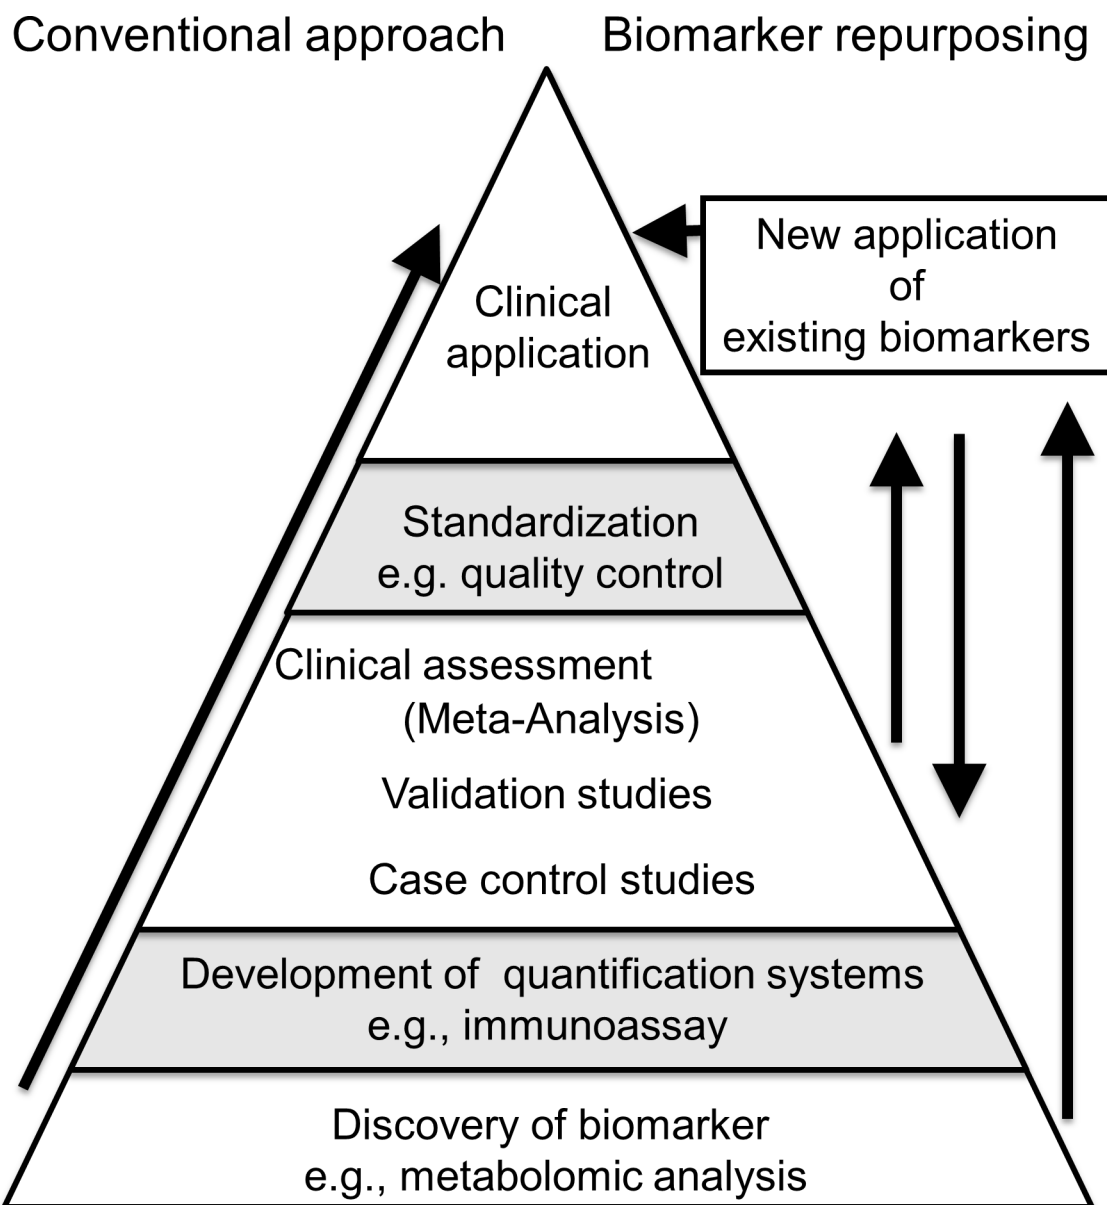 Conventional approach
Biomarker repurposing
New application
of
existing biomarkers
Clinical
application
Standardization
e.g. quality control
Clinical assessment
(Meta-Analysis)
Validation studies
Case control studies
Development of quantification systems
e.g., immunoassay
Discovery of biomarker
e.g., metabolomic analysis